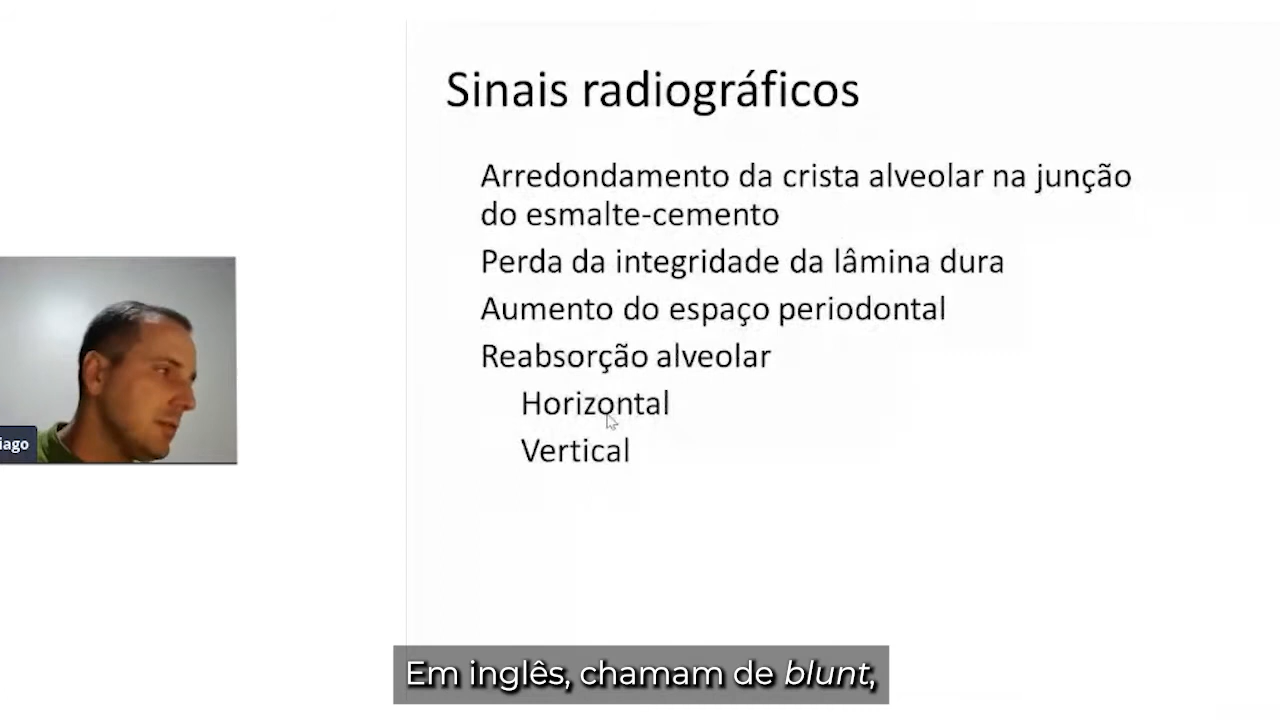 Sinais radiográficos
Arredondamento da crista alveolar na junção
do esmalte-cemento
Perda da integridade da lâmina dura
Aumento do espaço periodontal
Reabsorção alveolar
Horizontal
Vertical
iago
Em inglês, chamam de blunt,